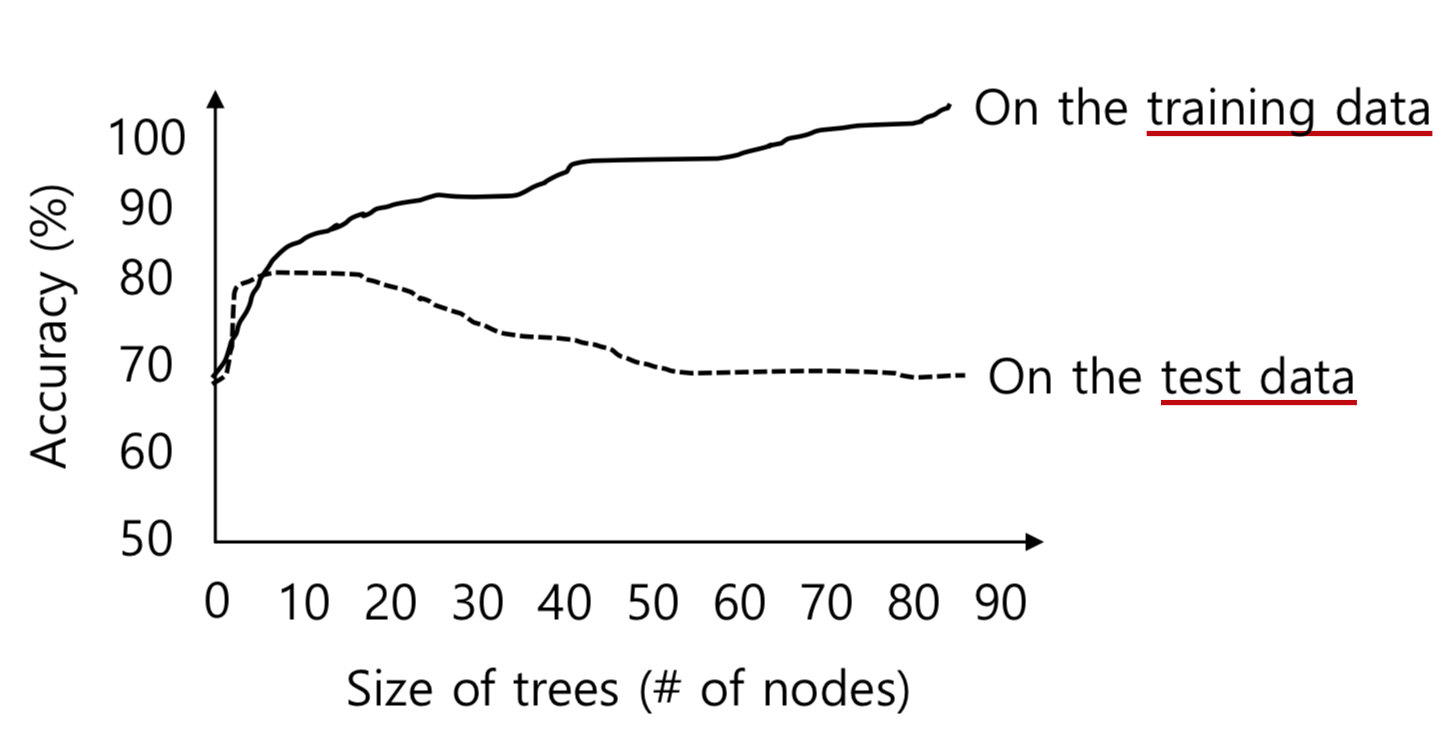 On the training data
100
90
80
70
60
50
Accuracy (%)
On the test data
0 10 20 30 40 50 60 70 80 90
Size of trees (# of nodes)